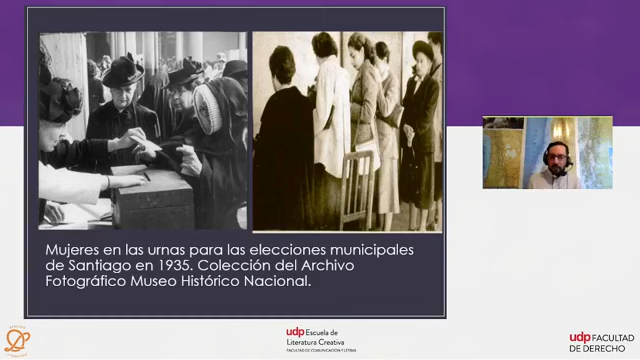 Mujeres en las urnas para las elecciones municipales
de Santiago en 1935. Colección del Archivo
Fotográfico Museo Histórico Nacional.
udp Escuela de
Literatura Creativa
FACULTAD DE COMUNICACIÓN Y LETRAS
udp FACULTAD
DE DERECHO